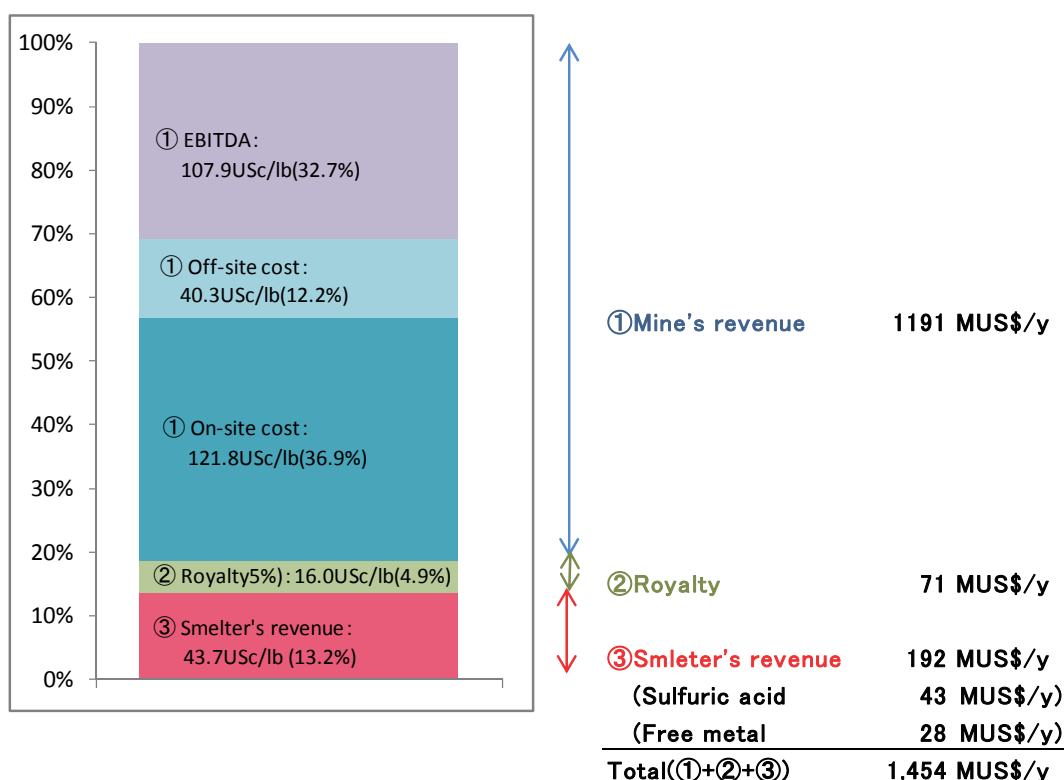 100%
90%
80%
70%
60%
50%
40%
30%
20%
10%
0%
① EBITDA:
107.9USc/lb(32.7%)
① Off-site cost:
40.3USc/lb(12.2%)
① On-site cost:
121.8USc/lb(36.9%)
② Royalty5%):16.0USc/lb(4.9%)
③ Smelter's revenue:
43.7USc/lb (13.2%)
①Mine's revenue 1191 MUS$/y
②Royalty 71 MUS$/y
③Smleter's revenue 192 MUS$/y
(Sulfuric acid 43 MUS$/y)
(Free metal 28 MUS$/y)
Total(①+②+③) 1,454 MUS$/y